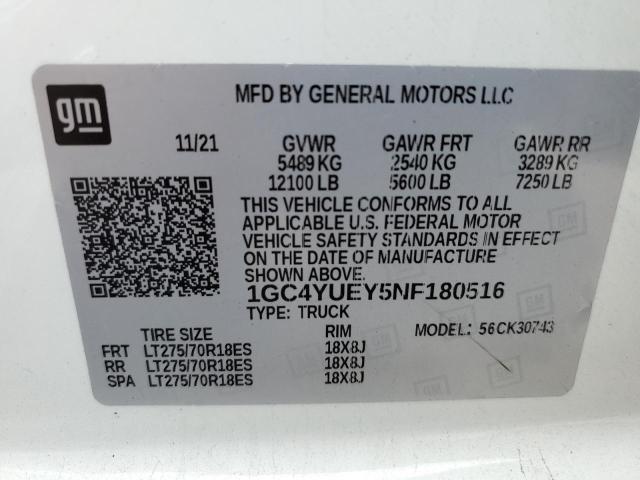 gm
MFD BY GENERAL MOTORS LLC
11/21 GVWR GAWR FRT GAWR RR
5489 KG 2540 KG 3289 KG
12100 LB 5600 LB 7250 LB
THIS VEHICLE CONFORMS TO ALL
APPLICABLE U.S. FEDERAL MOTOR
VEHICLE SAFETY STANDARDS IN EFFECT
ON THE DATE OF MANUFACTURE
SHOWN ABOVE.
1GC4YUEY5NF180516
TYPE: TRUCK MODEL: 56CK30743
TIRE SIZE RIM
FRT LT275/70R18ES 18X8J
RR LT275/70R18ES 18X8J
SPA LT275/70R18ES 18X8J